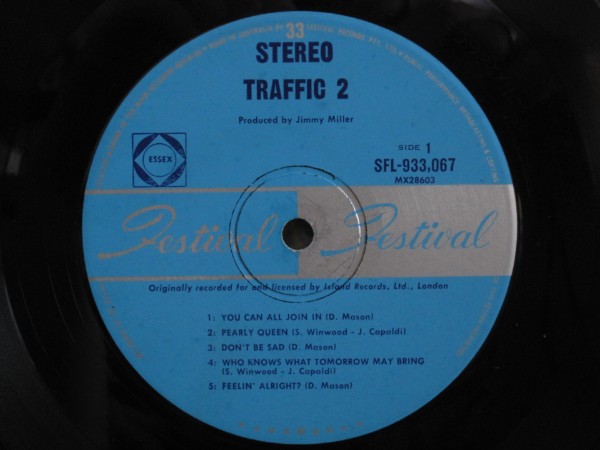 33
STEREO
TRAFFIC 2
Produced by Jimmy Miller
ESSEX
SIDE 1
SFL-933,067
MX28603
Festival Festival
Originally recorded for and licensed by Island Records, Ltd., London
1: YOU CAN ALL JOIN IN (D. Mason)
2: PEARLY QUEEN (S. Winwood - J. Capaldi)
3: DON'T BE SAD (D. Mason)
4: WHO KNOWS WHAT TOMORROW MAY BRING
(S. Winwood - J. Capaldi)
5: FEELIN' ALRIGHT? (D. Mason)